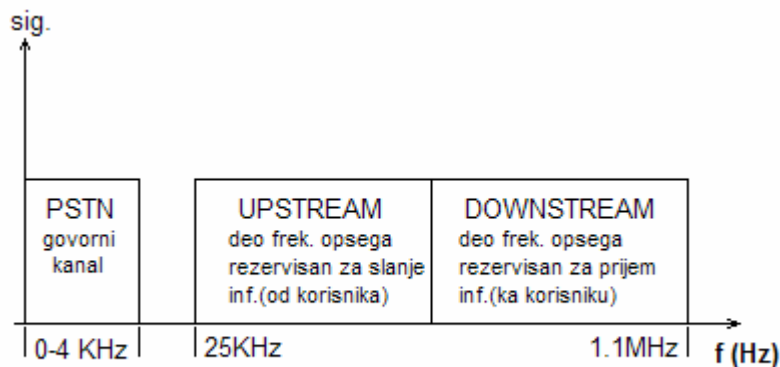 sig.
PSTN
govorni
kanal
UPSTREAM
deo frek. opsega
rezervisan za slanje
inf.(od korisnika)
DOWNSTREAM
deo frek. opsega
rezervisan za prijem
inf.(ka korisniku)
0-4 KHz
25KHz
1.1MHz
f (Hz)